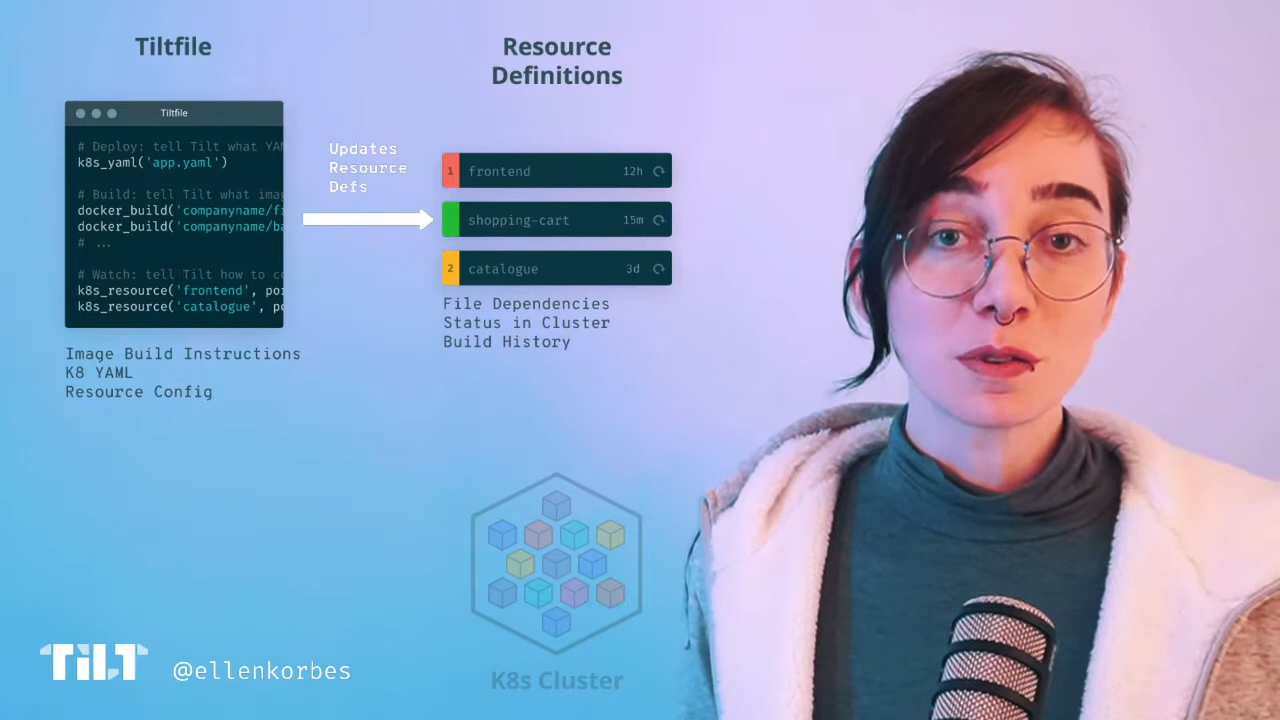 Tiltfile
Tiltfile
# Deploy: tell Tilt what YA
k8s_yaml('app.yaml')
# Build: tell Tilt what imag
docker_build('companyname/f
docker_build('companyname/ba
# ...
# Watch: tell Tilt how to c
k8s_resource('frontend', por
k8s_resource('catalogue', po
Image Build Instructions
K8 YAML
Resource Config
Updates
Resource
Defs
Resource
Definitions
1 frontend 12h
shopping-cart 15m
2 catalogue 3d
File Dependencies
Status in Cluster
Build History
K8s Cluster
TILT @ellenkorbes